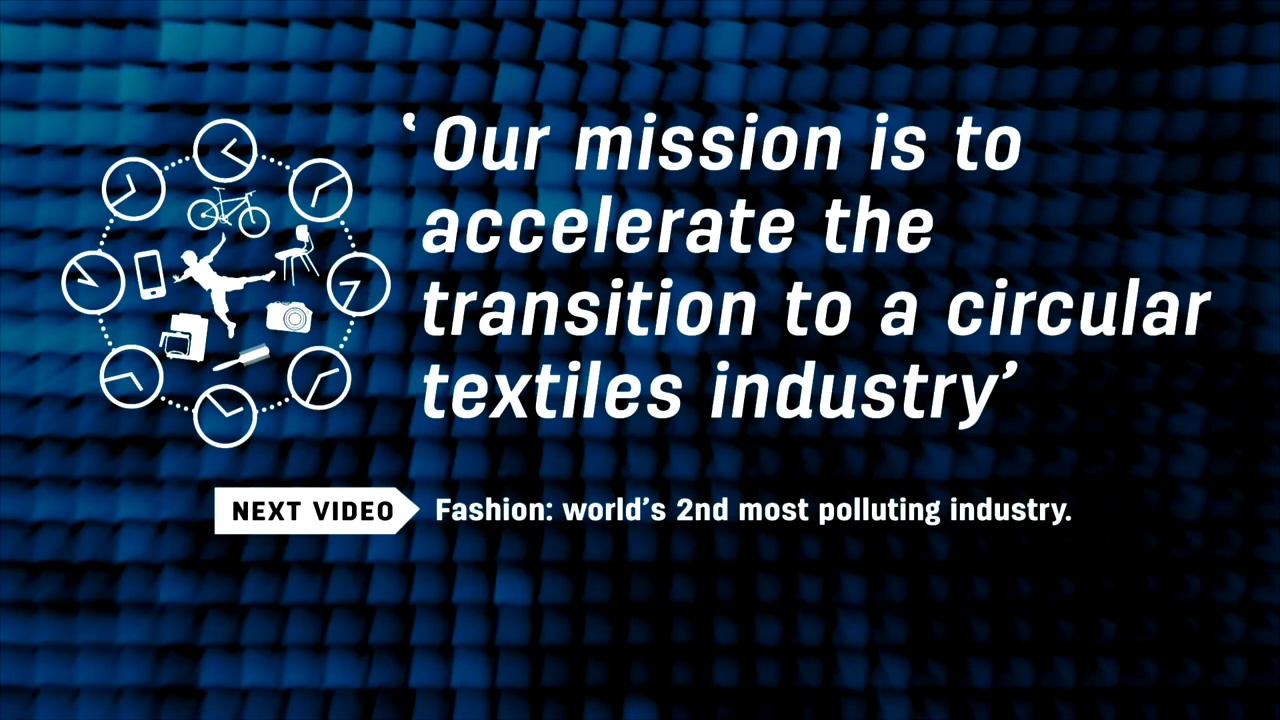 ‘Our mission is to
accelerate the
transition to a circular
textiles industry’
NEXT VIDEO Fashion: world’s 2nd most polluting industry.